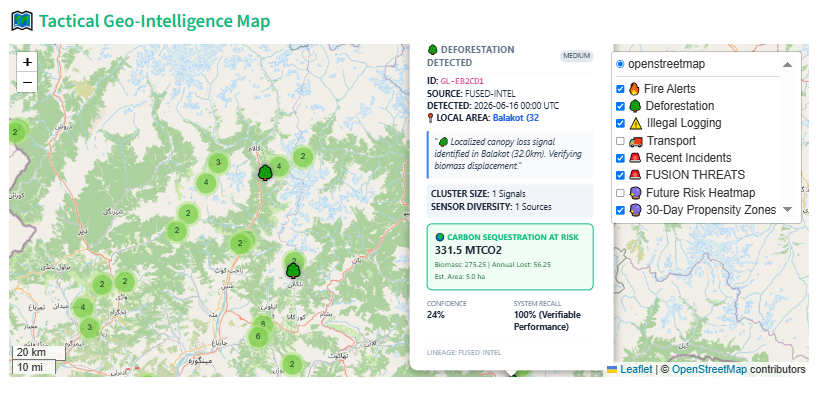 Tactical Geo-Intelligence Map
+
−
DEFORESTATION
DETECTED
MEDIUM
ID: GL-EB2CD1
SOURCE: FUSED-INTEL
DETECTED: 2026-06-16 00:00 UTC
LOCAL AREA: Balakot (32
"Localized canopy loss signal
identified in Balakot (32.0km). Verifying
biomass displacement."
CLUSTER SIZE: 1 Signals
SENSOR DIVERSITY: 1 Sources
CARBON SEQUESTRATION AT RISK
331.5 MTCO2
Biomass: 275.25 | Annual Lost: 56.25
Est. Area: 5.0 ha
CONFIDENCE
24%
SYSTEM RECALL
100% (Verifiable
Performance)
LINEAGE: FUSED-INTEL
openstreetmap
Fire Alerts
Deforestation
Illegal Logging
Transport
Recent Incidents
FUSION THREATS
Future Risk Heatmap
30-Day Propensity Zones
2
دروش
3
4
کالام
4
2
2
2
2
دیر
2
2
2
4
3
8
6
2
مینگورہ
20 km
10 mi
Leaflet | © OpenStreetMap contributors